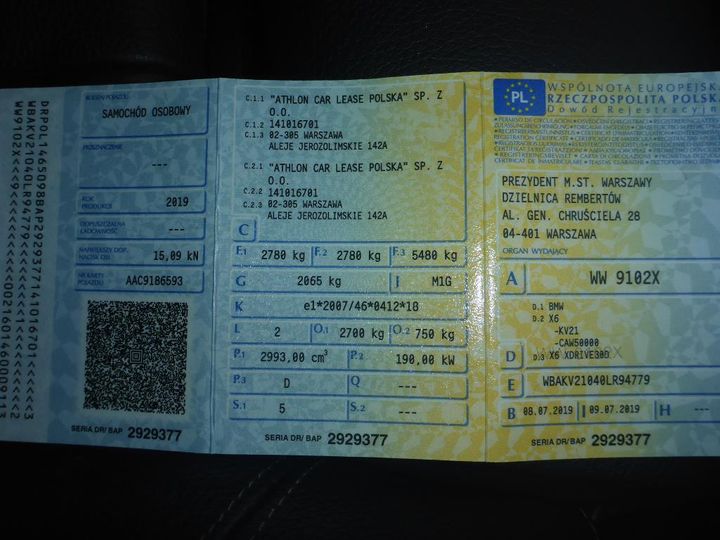 RODZAJ POJAZDU
SAMOCHÓD OSOBOWY
PRZEZNACZENIE
---
ROK PRODUKCJI
2019
DOPUSZCZALNA ŁADOWNOŚĆ
---
NAJWIĘKSZY DOP. NACISK OSI
15,09 kN
NR KARTY POJAZDU
AAC9186593
SERIA DR/ BAP 2929377
C.1.1 "ATHLON CAR LEASE POLSKA" SP. Z
O.O.
C.1.2 141016701
C.1.3 02-305 WARSZAWA
ALEJE JEROZOLIMSKIE 142A
C.2.1 "ATHLON CAR LEASE POLSKA" SP. Z
O.O.
C.2.2 141016701
C.2.3 02-305 WARSZAWA
ALEJE JEROZOLIMSKIE 142A
C
F.1 2780 kg F.2 2780 kg F.3 5480 kg
G 2065 kg J M1G
K e1*2007/46*0412*18
L 2 O.1 2700 kg O.2 750 kg
P.1 2993,00 cm³ P.2 190,00 kW
P.3 D Q ---
S.1 5 S.2 ---
SERIA DR/ BAP 2929377
PL
WSPÓLNOTA EUROPEJSK
RZECZPOSPOLITA POLSK
Dowód Rejestracyjn
PREZYDENT M.ST. WARSZAWY
DZIELNICA REMBERTÓW
AL. GEN. CHRUŚCIELA 28
04-401 WARSZAWA
ORGAN WYDAJĄCY
A WW 9102X
D.1 BMW
D.2 X6
-KV21
-CAW50000
D D.3 X6 XDRIVE30D
E WBAKV21040LR94779
B 08.07.2019 I 09.07.2019 H ---
SERIA DR/ BAP 2929377